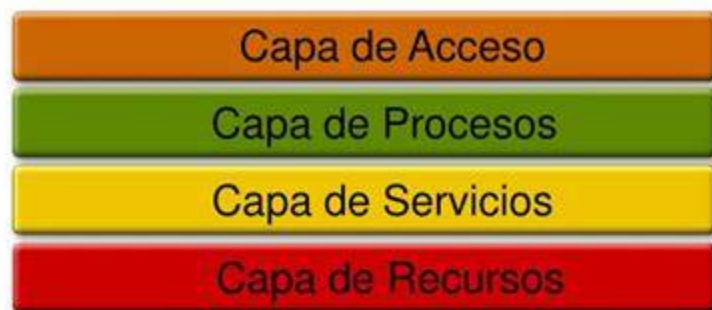 Capa de Acceso
Capa de Procesos
Capa de Servicios
Capa de Recursos